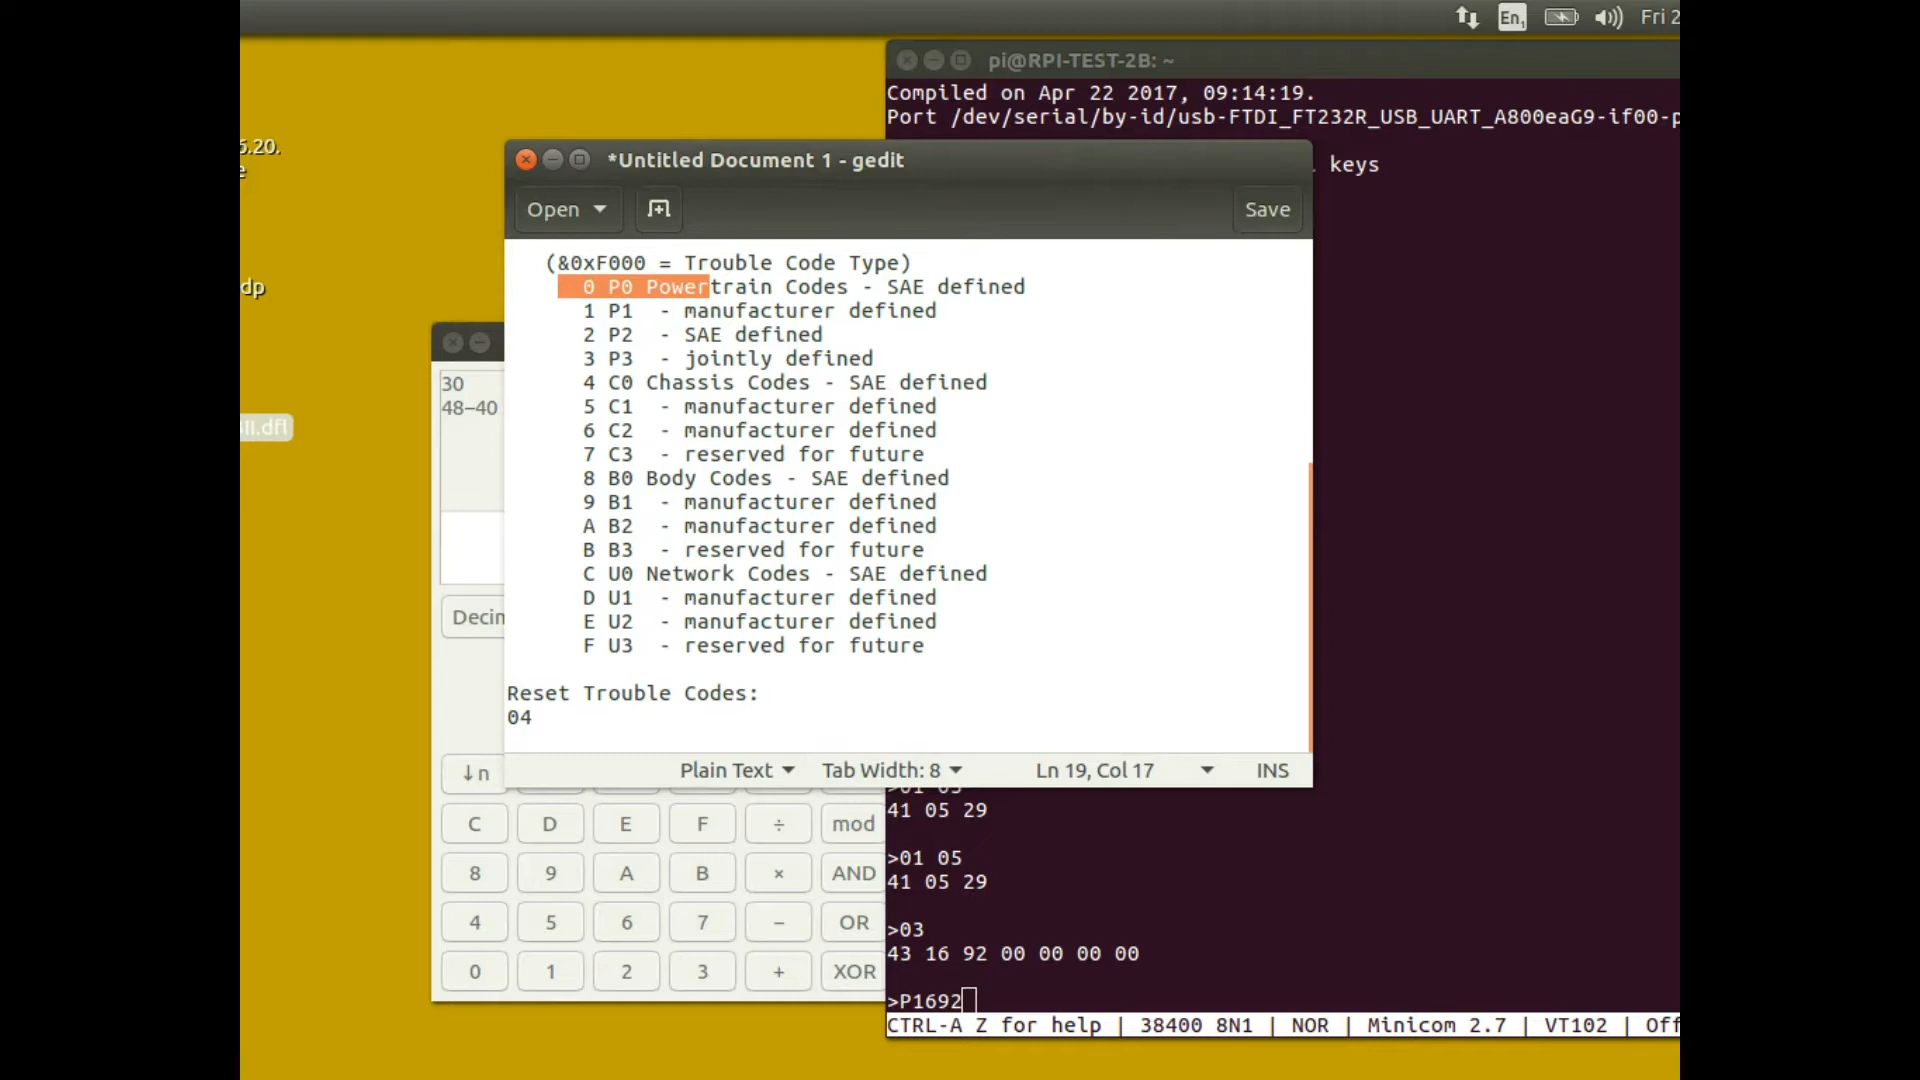 En1
Fri 2
pi@RPI-TEST-2B: ~
Compiled on Apr 22 2017, 09:14:19.
Port /dev/serial/by-id/usb-FTDI_FT232R_USB_UART_A800eaG9-if00-p
keys
5.20.
e
dp
II.dfl
*Untitled Document 1 - gedit
Open
Save
(&0xF000 = Trouble Code Type)
0 P0 Powertrain Codes - SAE defined
1 P1 - manufacturer defined
2 P2 - SAE defined
3 P3 - jointly defined
4 C0 Chassis Codes - SAE defined
5 C1 - manufacturer defined
6 C2 - manufacturer defined
7 C3 - reserved for future
8 B0 Body Codes - SAE defined
9 B1 - manufacturer defined
A B2 - manufacturer defined
B B3 - reserved for future
C U0 Network Codes - SAE defined
D U1 - manufacturer defined
E U2 - manufacturer defined
F U3 - reserved for future
Reset Trouble Codes:
04
Plain Text Tab Width: 8 Ln 19, Col 17 INS
30
48−40
Decin
↓n
C D E F ÷ mod
8 9 A B × AND
4 5 6 7 − OR
0 1 2 3 + XOR
>01 05
41 05 29
>01 05
41 05 29
>03
43 16 92 00 00 00 00
>P1692
CTRL-A Z for help | 38400 8N1 | NOR | Minicom 2.7 | VT102 | Off